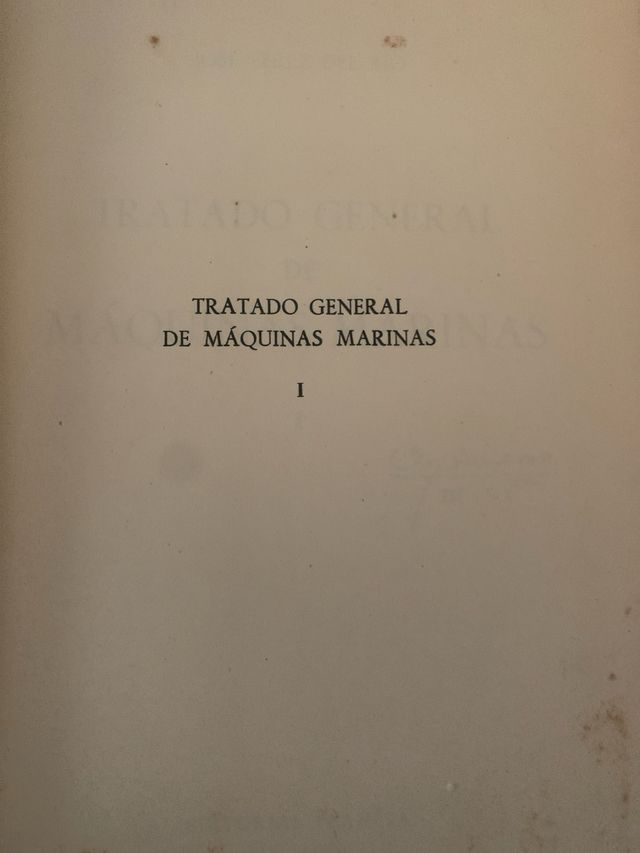 TRATADO GENERAL
DE MÁQUINAS MARINAS
I